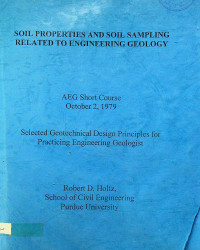 SOIL PROPERTIES AND SOIL SAMPLING
RELATED TO ENGINEERING GEOLOGY
AEG Short Course
October 2, 1979
Selected Geotechnical Design Principles for
Practicing Engineering Geologist
Robert D. Holtz,
School of Civil Engineering
Purdue University